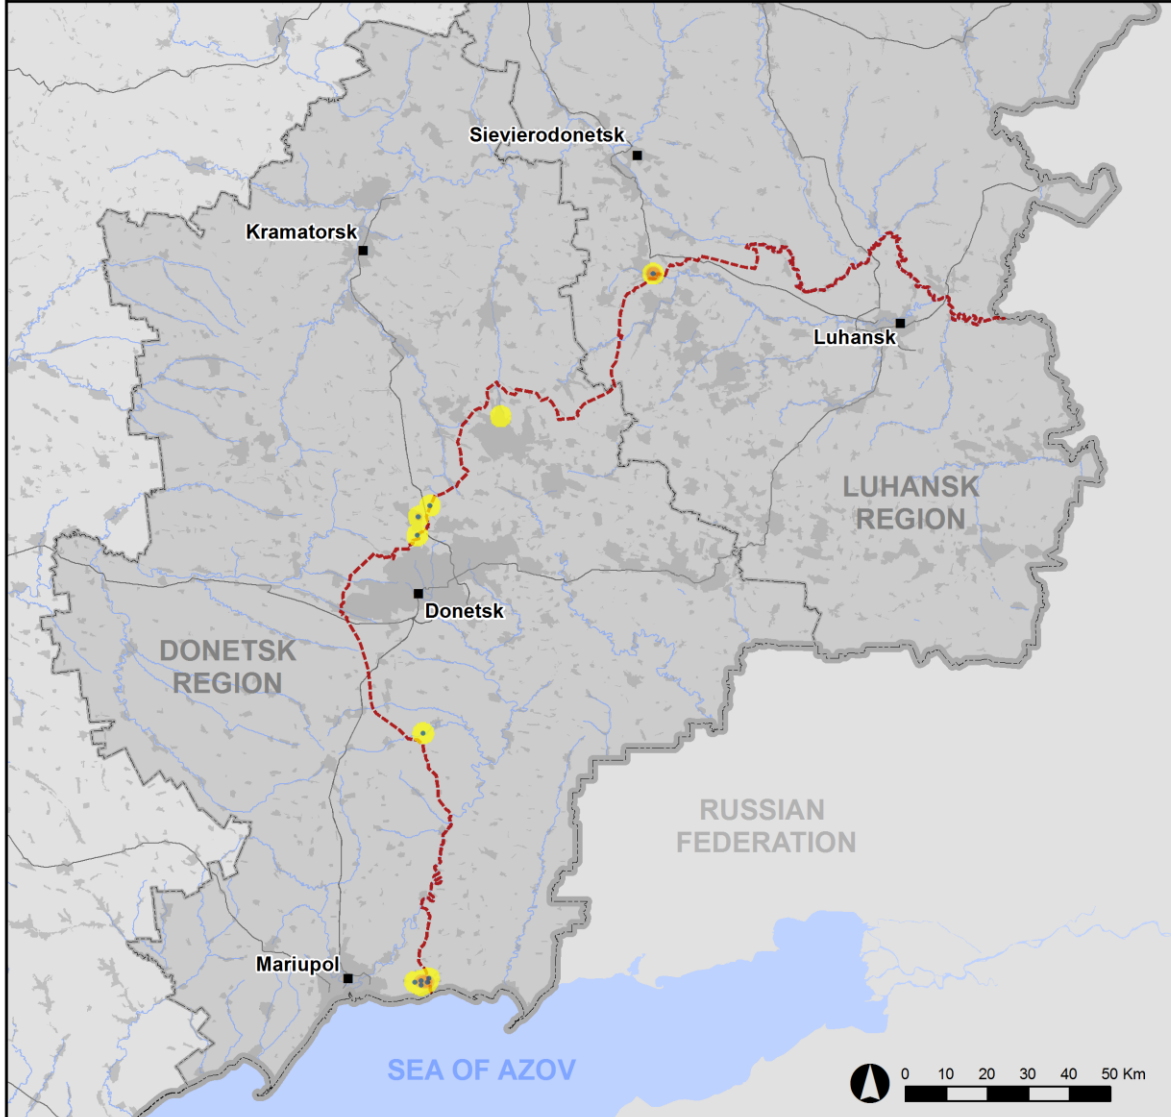 Sievierodonetsk
Kramatorsk
Luhansk
LUHANSK
REGION
Donetsk
DONETSK
REGION
RUSSIAN
FEDERATION
Mariupol
SEA OF AZOV
0 10 20 30 40 50 Km